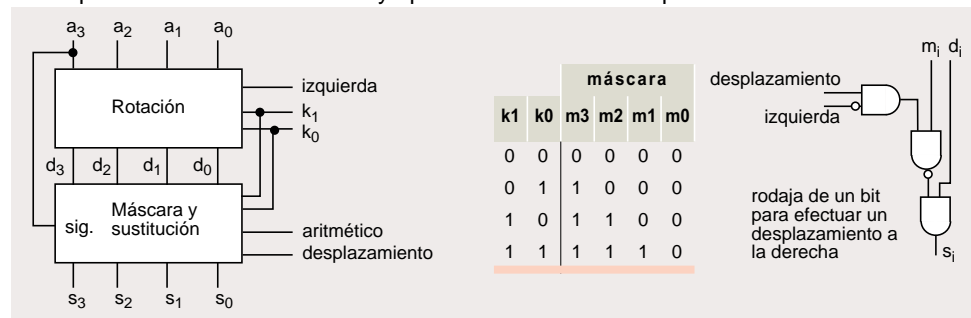 a3 a2 a1 a0
Rotación
izquierda
k1
k0
d3 d2 d1 d0
sig.
Máscara y
sustitución
aritmético
desplazamiento
s3 s2 s1 s0
máscara
k1 k0 m3 m2 m1 m0
0 0 0 0 0 0
0 1 1 0 0 0
1 0 1 1 0 0
1 1 1 1 1 0
mi di
desplazamiento
izquierda
rodaja de un bit
para efectuar un
desplazamiento a
la derecha
si